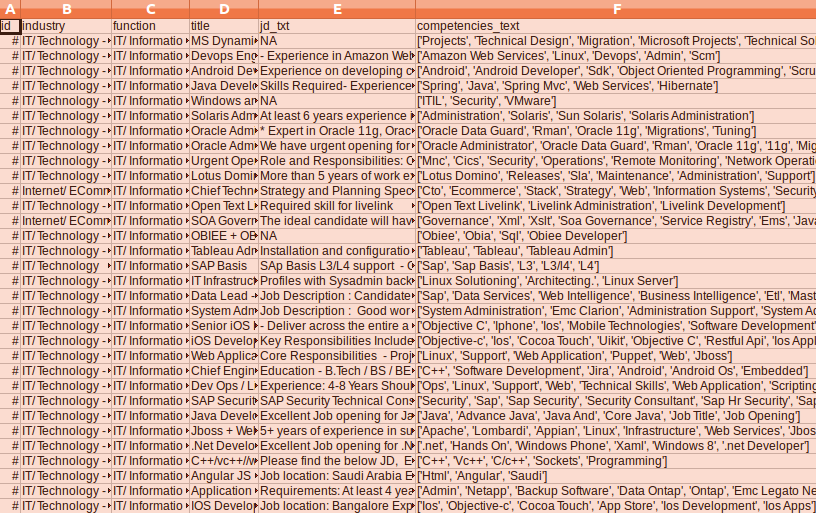 A B C D E F
id industry function title jd_txt competencies_text
# IT/ Technology - IT/ Informatio MS Dynami NA ['Projects', 'Technical Design', 'Migration', 'Microsoft Projects', 'Technical Sol
# IT/ Technology - IT/ Informatio Devops Eng - Experience in Amazon Web ['Amazon Web Services', 'Linux', 'Devops', 'Admin', 'Scm']
# IT/ Technology - IT/ Informatio Android Dev Experience on developing c ['Android', 'Android Developer', 'Sdk', 'Object Oriented Programming', 'Scru
# IT/ Technology - IT/ Informatio Java Develo Skills Required- Experience ['Spring', 'Java', 'Spring Mvc', 'Web Services', 'Hibernate']
# IT/ Technology - IT/ Informatio Windows an NA ['ITIL', 'Security', 'VMware']
# IT/ Technology - IT/ Informatio Solaris Adm At least 6 years experience i ['Administration', 'Solaris', 'Sun Solaris', 'Solaris Administration']
# IT/ Technology - IT/ Informatio Oracle Adm * Expert in Oracle 11g, Orac ['Oracle Data Guard', 'Rman', 'Oracle 11g', 'Migrations', 'Tuning']
# IT/ Technology - IT/ Informatio Oracle Adm We have urgent opening for ['Oracle Administrator', 'Oracle Data Guard', 'Rman', 'Oracle 11g', '11g', 'Mig
# IT/ Technology - IT/ Informatio Urgent Ope Role and Responsibilities: ['Mnc', 'Cics', 'Security', 'Operations', 'Remote Monitoring', 'Network Operati
# IT/ Technology - IT/ Informatio Lotus Domi More than 5 years of work ex ['Lotus Domino', 'Releases', 'Sla', 'Maintenance', 'Administration', 'Support']
# Internet/ EComm IT/ Informatio Chief Techn Strategy and Planning Spec ['Cto', 'Ecommerce', 'Stack', 'Strategy', 'Web', 'Information Systems', 'Security
# IT/ Technology - IT/ Informatio Open Text L Required skill for livelink ['Open Text Livelink', 'Livelink Administration', 'Livelink Development']
# Internet/ EComm IT/ Informatio SOA Govern The ideal candidate will hav ['Governance', 'Xml', 'Xslt', 'Soa Governance', 'Service Registry', 'Ems', 'Java
# IT/ Technology - IT/ Informatio OBIEE + OB NA ['Obiee', 'Obia', 'Sql', 'Obiee Developer']
# IT/ Technology - IT/ Informatio Tableau Adm Installation and configuratio ['Tableau', 'Tableau', 'Tableau Admin']
# IT/ Technology - IT/ Informatio SAP Basis SAp Basis L3/L4 support - ['Sap', 'Sap Basis', 'L3', 'L3/l4', 'L4']
# IT/ Technology - IT/ Informatio IT Infrastruc Profiles with Sysadmin back ['Linux Solutioning', 'Architecting.', 'Linux Server']
# IT/ Technology - IT/ Informatio Data Lead - Job Description : Candidate ['Sap', 'Data Services', 'Web Intelligence', 'Business Intelligence', 'Etl', 'Mast
# IT/ Technology - IT/ Informatio System Adm Job Description : Good wor ['System Administration', 'Emc Clarion', 'Administration Support', 'System Ad
# IT/ Technology - IT/ Informatio Senior iOS - Deliver across the entire a ['Objective C', 'Iphone', 'Ios', 'Mobile Technologies', 'Software Development'
# IT/ Technology - IT/ Informatio iOS Develop Key Responsibilities Include ['Objective-c', 'Ios', 'Cocoa Touch', 'Uikit', 'Objective C', 'Restful Api', 'Ios Appl
# IT/ Technology - IT/ Informatio Web Applica Core Responsibilities - Proj ['Linux', 'Support', 'Web Application', 'Puppet', 'Web', 'Jboss']
# IT/ Technology - IT/ Informatio Chief Engin Education - B.Tech / BS / BE ['C++', 'Software Development', 'Jira', 'Android', 'Android Os', 'Embedded']
# IT/ Technology - IT/ Informatio Dev Ops / L Experience: 4-8 Years Shoul ['Ops', 'Linux', 'Support', 'Web', 'Technical Skills', 'Web Application', 'Scripting
# IT/ Technology - IT/ Informatio SAP Securit SAP Security Technical Cons ['Security', 'Sap', 'Sap Security', 'Security Consultant', 'Sap Hr Security', 'Sap
# IT/ Technology - IT/ Informatio Java Develo Excellent Job opening for Ja ['Java', 'Advance Java', 'Java And', 'Core Java', 'Job Title', 'Job Opening']
# IT/ Technology - IT/ Informatio Jboss + Web 5+ years of experience in su ['Apache', 'Lombardi', 'Appian', 'Linux', 'Infrastructure', 'Web Services', 'Jbos
# IT/ Technology - IT/ Informatio .Net Develo Excellent Job opening for .N ['.net', 'Hands On', 'Windows Phone', 'Xaml', 'Windows 8', '.net Developer']
# IT/ Technology - IT/ Informatio C++/vc++/ Please find the below JD, E ['C++', 'Vc++', 'C/c++', 'Sockets', 'Programming']
# IT/ Technology - IT/ Informatio Angular JS Job location: Saudi Arabia E ['Html', 'Angular', 'Saudi']
# IT/ Technology - IT/ Informatio Application Requirements: At least 4 yea ['Admin', 'Netapp', 'Backup Software', 'Data Ontap', 'Ontap', 'Emc Legato Ne
# IT/ Technology - IT/ Informatio IOS Develop Job location: Bangalore Exp ['Ios', 'Objective-c', 'Cocoa Touch', 'App Store', 'Ios Development', 'Ios Apps']